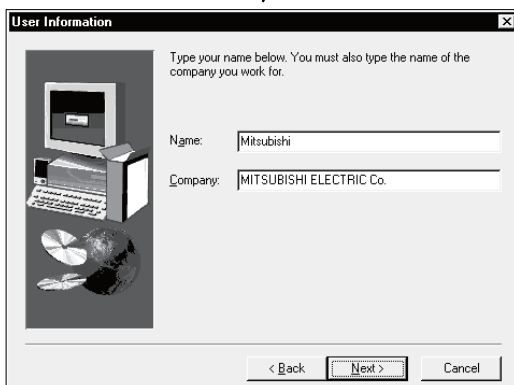 User Information
Type your name below. You must also type the name of the
company you work for.
Name: Mitsubishi
Company: MITSUBISHI ELECTRIC Co.
< Back Next > Cancel